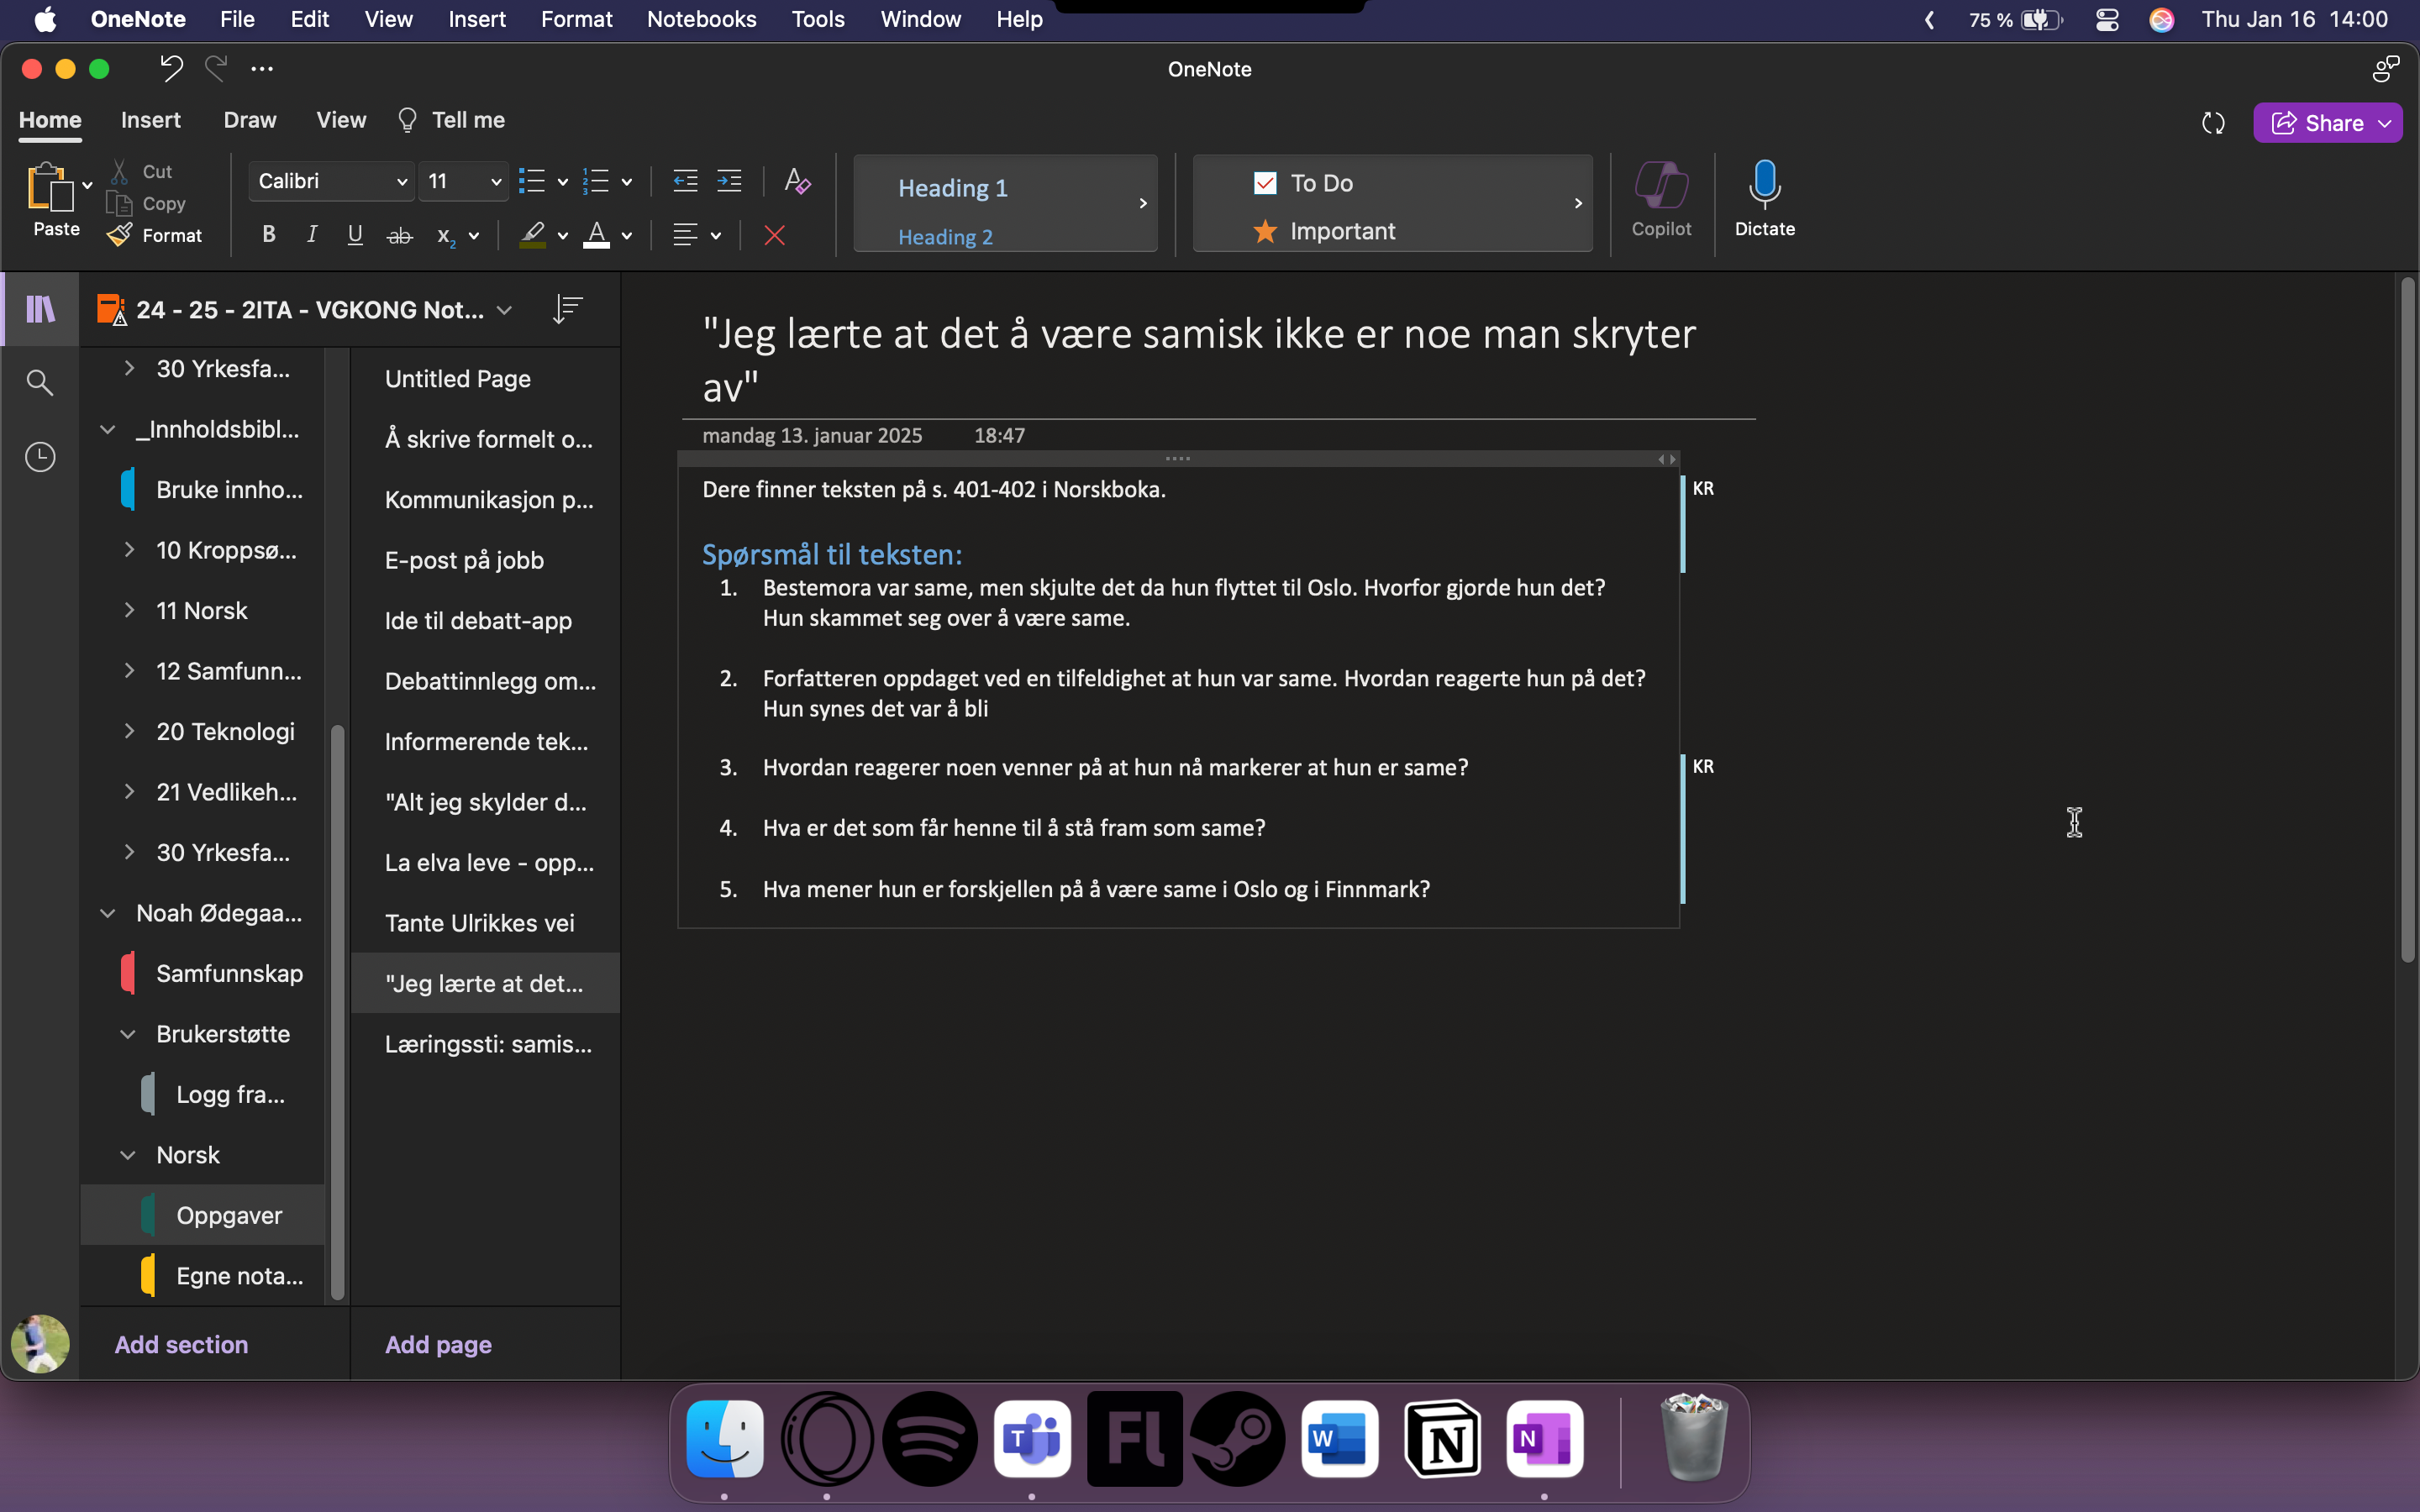 OneNote File Edit View Insert Format Notebooks Tools Window Help 75 % Thu Jan 16 14:00
OneNote
Home Insert Draw View Tell me Share
Paste
Cut
Copy
Format
Calibri 11
B I U ab x₂ A
Heading 1
Heading 2
To Do
Important
Copilot
Dictate
24 - 25 - 2ITA - VGKONG Not...
30 Yrkesfa...
_Innholdsbibl...
Bruke innho...
10 Kroppsø...
11 Norsk
12 Samfunn...
20 Teknologi
21 Vedlikeh...
30 Yrkesfa...
Noah Ødegaa...
Samfunnskap
Brukerstøtte
Logg fra...
Norsk
Oppgaver
Egne nota...
Add section
Untitled Page
Å skrive formelt o...
Kommunikasjon p...
E-post på jobb
Ide til debatt-app
Debattinnlegg om...
Informerende tek...
"Alt jeg skylder d...
La elva leve - opp...
Tante Ulrikkes vei
"Jeg lærte at det...
Læringssti: samis...
Add page
"Jeg lærte at det å være samisk ikke er noe man skryter
av"
mandag 13. januar 2025 18:47
Dere finner teksten på s. 401-402 i Norskboka. KR
Spørsmål til teksten:
1. Bestemora var same, men skjulte det da hun flyttet til Oslo. Hvorfor gjorde hun det?
Hun skammet seg over å være same.
2. Forfatteren oppdaget ved en tilfeldighet at hun var same. Hvordan reagerte hun på det?
Hun synes det var å bli
3. Hvordan reagerer noen venner på at hun nå markerer at hun er same? KR
4. Hva er det som får henne til å stå fram som same?
5. Hva mener hun er forskjellen på å være same i Oslo og i Finnmark?
T FL W N N